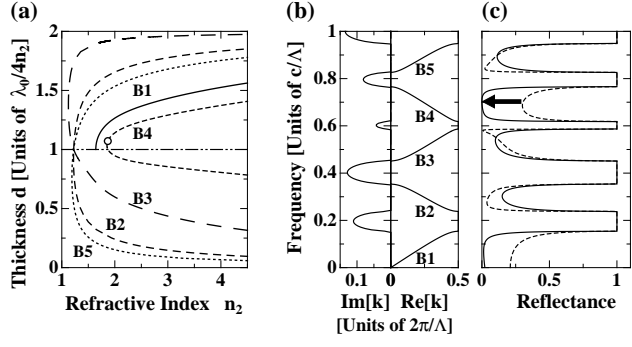 (a)
Thickness d [Units of λ₀/4n₂]
2
1.5
1
0.5
0
B1
B4
B3
B2
B5
1 2 3 4
Refractive Index n₂
(b)
Frequency [Units of c/Λ]
1
0.8
0.6
0.4
0.2
0
B5
B4
B3
B2
B1
0.1 0 0.5
Im[k] Re[k]
[Units of 2π/Λ]
(c)
0 1
Reflectance